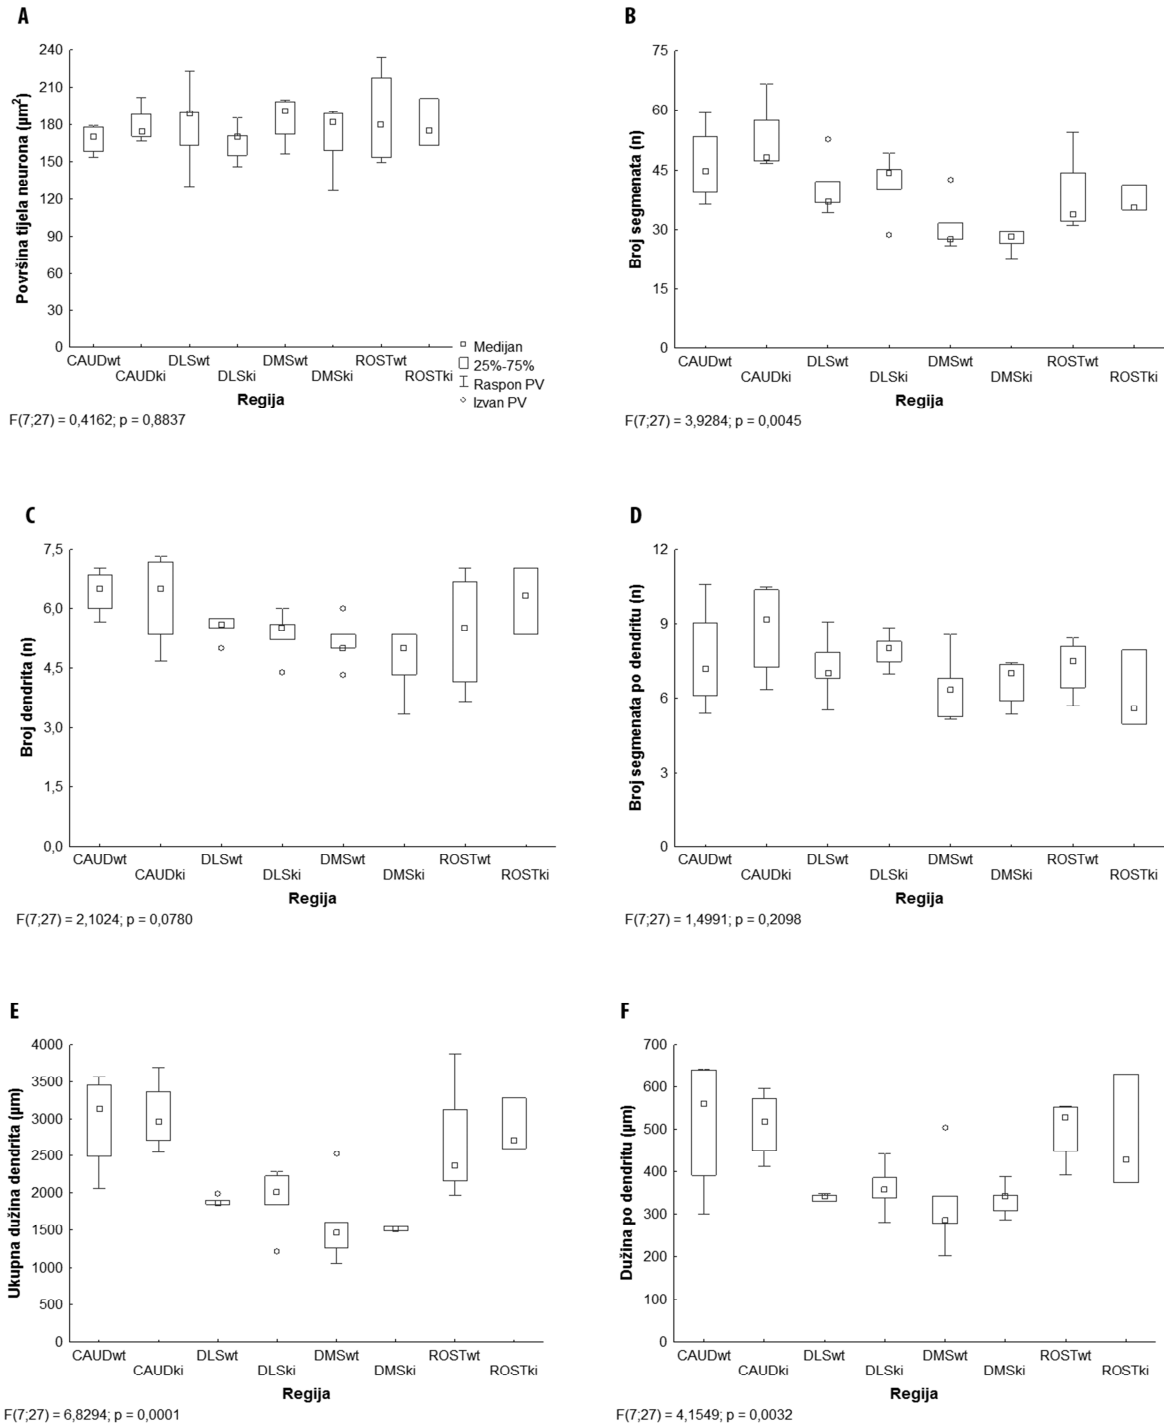 A
Površina tijela neurona (µm²)
240
210
180
150
120
90
60
30
0
CAUDwt DLSwt DMSwt ROSTwt
CAUDki DLSki DMSki ROSTki
Regija
Medijan
25%-75%
Raspon PV
Izvan PV
F(7;27) = 0,4162; p = 0,8837
B
Broj segmenata (n)
75
60
45
30
15
0
CAUDwt DLSwt DMSwt ROSTwt
CAUDki DLSki DMSki ROSTki
Regija
F(7;27) = 3,9284; p = 0,0045
C
Broj dendrita (n)
7,5
6,0
4,5
3,0
1,5
0,0
CAUDwt DLSwt DMSwt ROSTwt
CAUDki DLSki DMSki ROSTki
Regija
F(7;27) = 2,1024; p = 0,0780
D
Broj segmenata po dendritu (n)
12
9
6
3
0
CAUDwt DLSwt DMSwt ROSTwt
CAUDki DLSki DMSki ROSTki
Regija
F(7;27) = 1,4991; p = 0,2098
E
Ukupna dužina dendrita (µm)
4000
3500
3000
2500
2000
1500
1000
500
0
CAUDwt DLSwt DMSwt ROSTwt
CAUDki DLSki DMSki ROSTki
Regija
F(7;27) = 6,8294; p = 0,0001
F
Dužina po dendritu (µm)
700
600
500
400
300
200
100
0
CAUDwt DLSwt DMSwt ROSTwt
CAUDki DLSki DMSki ROSTki
Regija
F(7;27) = 4,1549; p = 0,0032